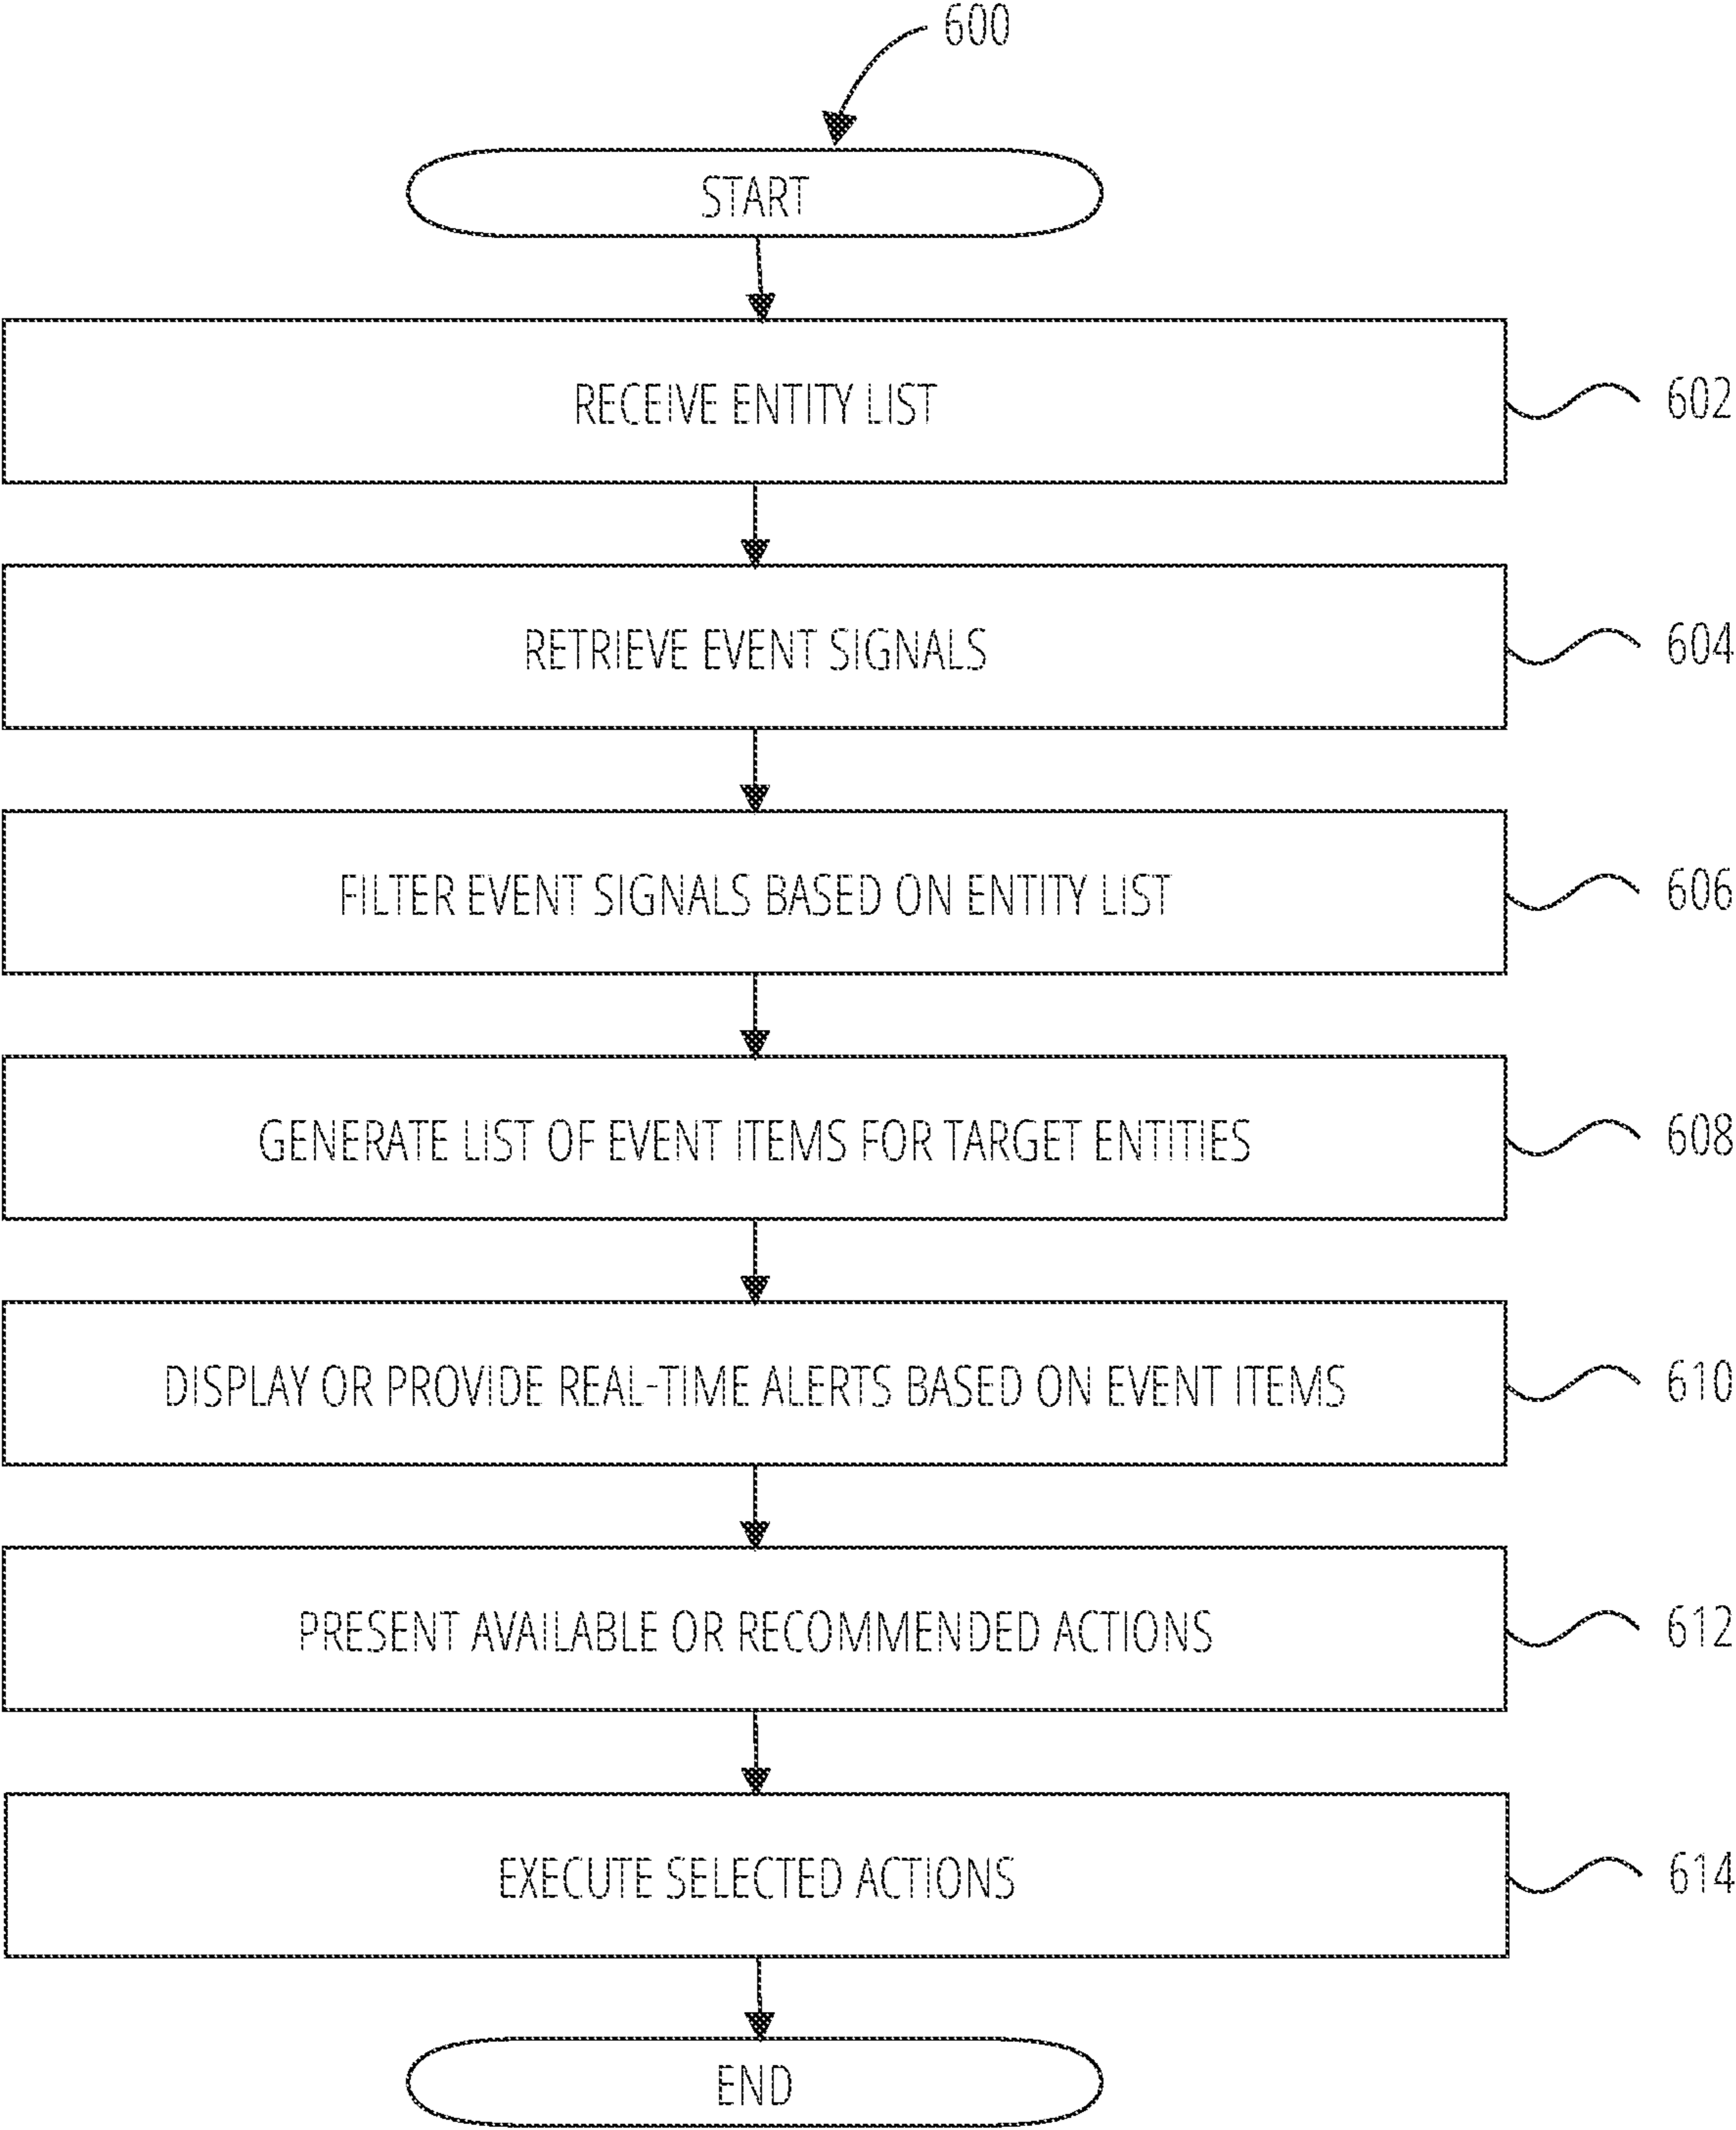 600
START
RECEIVE ENTITY LIST
602
RETRIEVE EVENT SIGNALS
604
FILTER EVENT SIGNALS BASED ON ENTITY LIST
606
GENERATE LIST OF EVENT ITEMS FOR TARGET ENTITIES
608
DISPLAY OR PROVIDE REAL-TIME ALERTS BASED ON EVENT ITEMS
610
PRESENT AVAILABLE OR RECOMMENDED ACTIONS
612
EXECUTE SELECTED ACTIONS
614
END